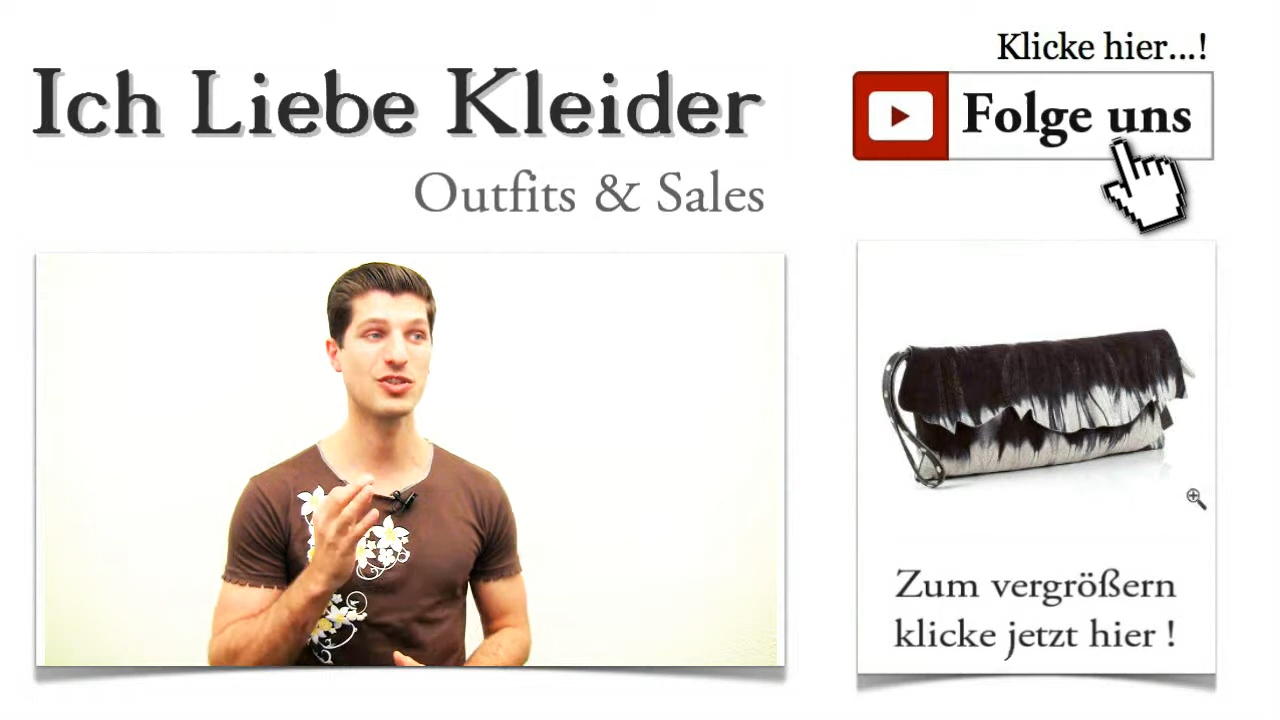 Ich Liebe Kleider
Outfits & Sales
Klicke hier...!
Folge uns
Zum vergrößern
klicke jetzt hier !